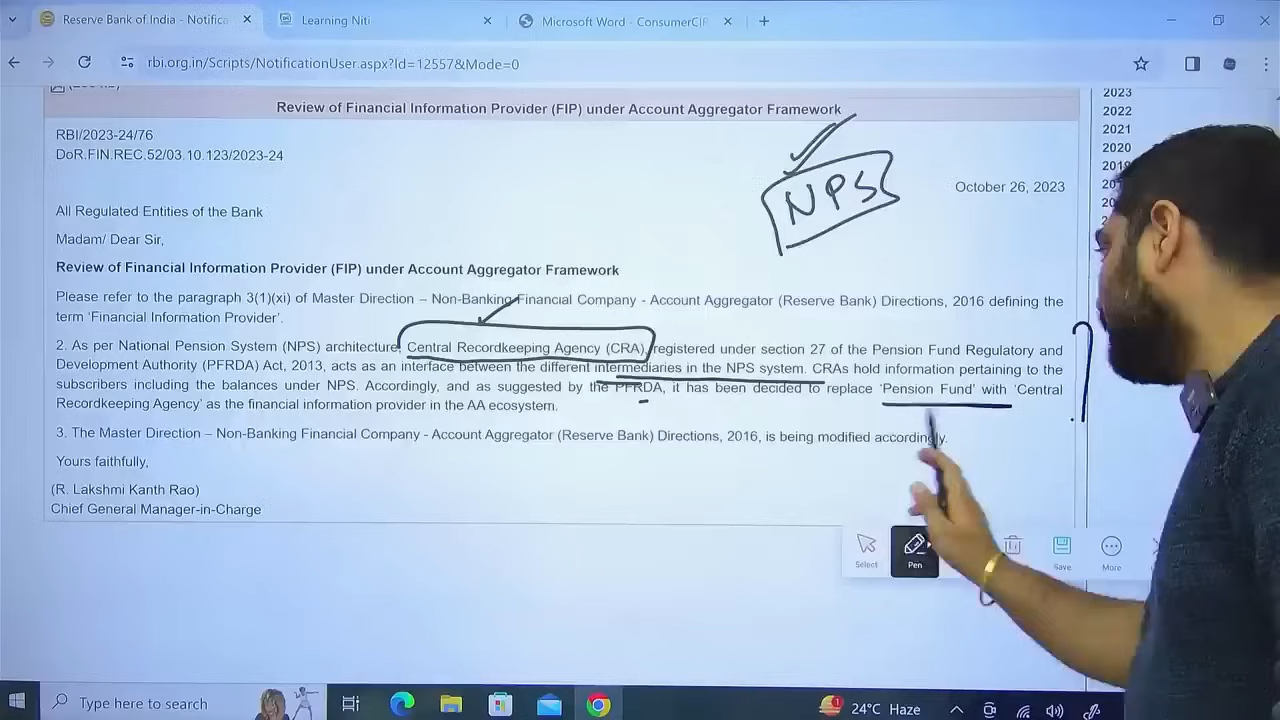 Reserve Bank of India - Notifica
Learning Niti
Microsoft Word - ConsumerCIF
rbi.org.in/Scripts/NotificationUser.aspx?Id=12557&Mode=0
Review of Financial Information Provider (FIP) under Account Aggregator Framework
2023
RBI/2023-24/76
2022
DoR.FIN.REC.52/03.10.123/2023-24
2021
2020
NPS
October 26, 2023
All Regulated Entities of the Bank
Madam/ Dear Sir,
Review of Financial Information Provider (FIP) under Account Aggregator Framework
Please refer to the paragraph 3(1)(xi) of Master Direction – Non-Banking Financial Company - Account Aggregator (Reserve Bank) Directions, 2016 defining the
term ‘Financial Information Provider’.
2. As per National Pension System (NPS) architecture, Central Recordkeeping Agency (CRA), registered under section 27 of the Pension Fund Regulatory and
Development Authority (PFRDA) Act, 2013, acts as an interface between the different intermediaries in the NPS system. CRAs hold information pertaining to the
subscribers including the balances under NPS. Accordingly, and as suggested by the PFRDA, it has been decided to replace ‘Pension Fund’ with ‘Central
Recordkeeping Agency’ as the financial information provider in the AA ecosystem.
3. The Master Direction – Non-Banking Financial Company - Account Aggregator (Reserve Bank) Directions, 2016, is being modified accordingly.
Yours faithfully,
(R. Lakshmi Kanth Rao)
Chief General Manager-in-Charge
Select
Pen
Save
More
Type here to search
24°C Haze